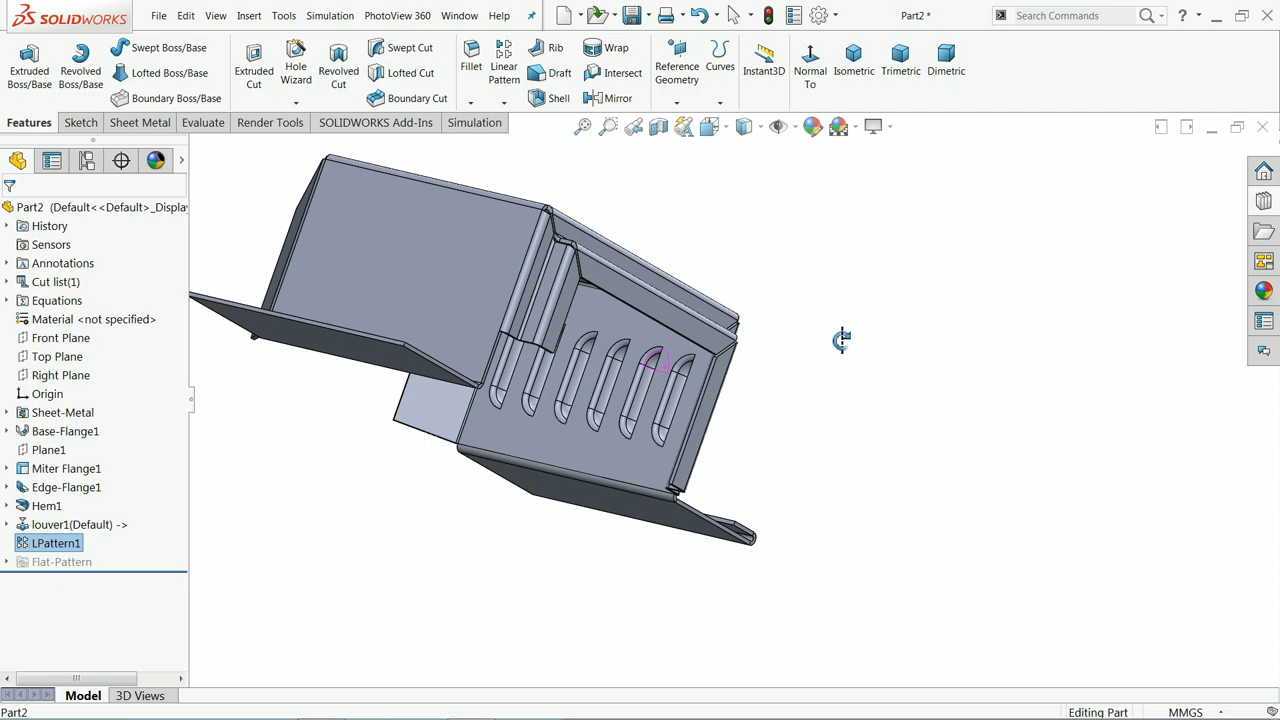 SOLIDWORKS File Edit View Insert Tools Simulation PhotoView 360 Window Help Part2 * Search Commands ?
Extruded Boss/Base
Revolved Boss/Base
Swept Boss/Base
Lofted Boss/Base
Boundary Boss/Base
Extruded Cut
Hole Wizard
Revolved Cut
Swept Cut
Lofted Cut
Boundary Cut
Fillet
Linear Pattern
Rib
Draft
Shell
Wrap
Intersect
Mirror
Reference Geometry
Curves
Instant3D
Normal To
Isometric
Trimetric
Dimetric
Features Sketch Sheet Metal Evaluate Render Tools SOLIDWORKS Add-Ins Simulation
Part2 (Default<<Default>_Display
History
Sensors
Annotations
Cut list(1)
Equations
Material <not specified>
Front Plane
Top Plane
Right Plane
Origin
Sheet-Metal
Base-Flange1
Plane1
Miter Flange1
Edge-Flange1
Hem1
louver1(Default) ->
LPattern1
Flat-Pattern
Model 3D Views
Part2 Editing Part MMGS